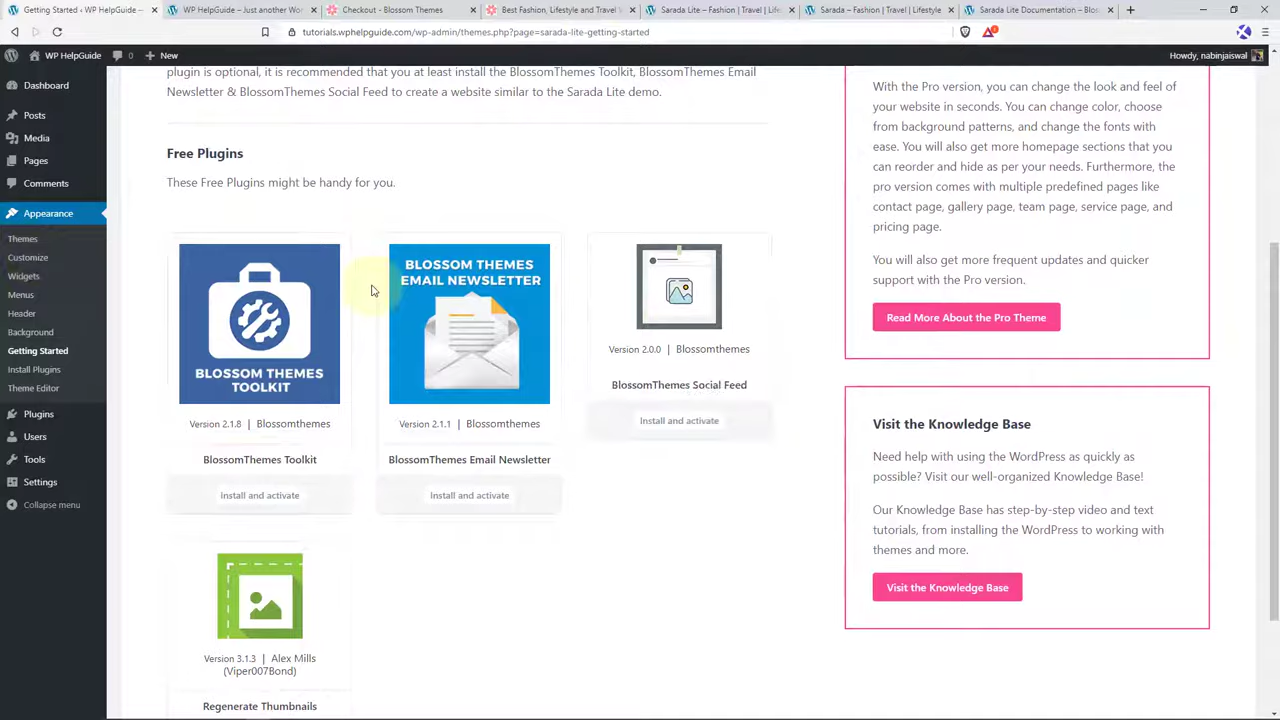 Getting Started ‹ WP HelpGuide –
WP HelpGuide – Just another Wor
Checkout - Blossom Themes
Best Fashion, Lifestyle and Travel
Sarada Lite – Fashion | Travel | Life
Sarada – Fashion | Travel | Lifestyle
Sarada Lite Documentation – Blos
tutorials.wphelpguide.com/wp-admin/themes.php?page=sarada-lite-getting-started
WP HelpGuide
0
New
Howdy, nabinjaiswal
Dashboard
Posts
Media
Pages
Comments
Appearance
Themes
Customize
Widgets
Menus
Header
Background
Getting Started
Install Plugins
Theme Editor
Plugins
Users
Tools
Settings
Collapse menu
plugin is optional, it is recommended that you at least install the BlossomThemes Toolkit, BlossomThemes Email
Newsletter & BlossomThemes Social Feed to create a website similar to the Sarada Lite demo.
Free Plugins
These Free Plugins might be handy for you.
BLOSSOM THEMES
TOOLKIT
Version 2.1.8 | Blossomthemes
BlossomThemes Toolkit
Install and activate
BLOSSOM THEMES
EMAIL NEWSLETTER
Version 2.1.1 | Blossomthemes
BlossomThemes Email Newsletter
Install and activate
Version 2.0.0 | Blossomthemes
BlossomThemes Social Feed
Install and activate
Version 3.1.3 | Alex Mills
(Viper007Bond)
Regenerate Thumbnails
With the Pro version, you can change the look and feel of
your website in seconds. You can change color, choose
from background patterns, and change the fonts with
ease. You will also get more homepage sections that you
can reorder and hide as per your needs. Furthermore, the
pro version comes with multiple predefined pages like
contact page, gallery page, team page, service page, and
pricing page.
You will also get more frequent updates and quicker
support with the Pro version.
Read More About the Pro Theme
Visit the Knowledge Base
Need help with using the WordPress as quickly as
possible? Visit our well-organized Knowledge Base!
Our Knowledge Base has step-by-step video and text
tutorials, from installing the WordPress to working with
themes and more.
Visit the Knowledge Base